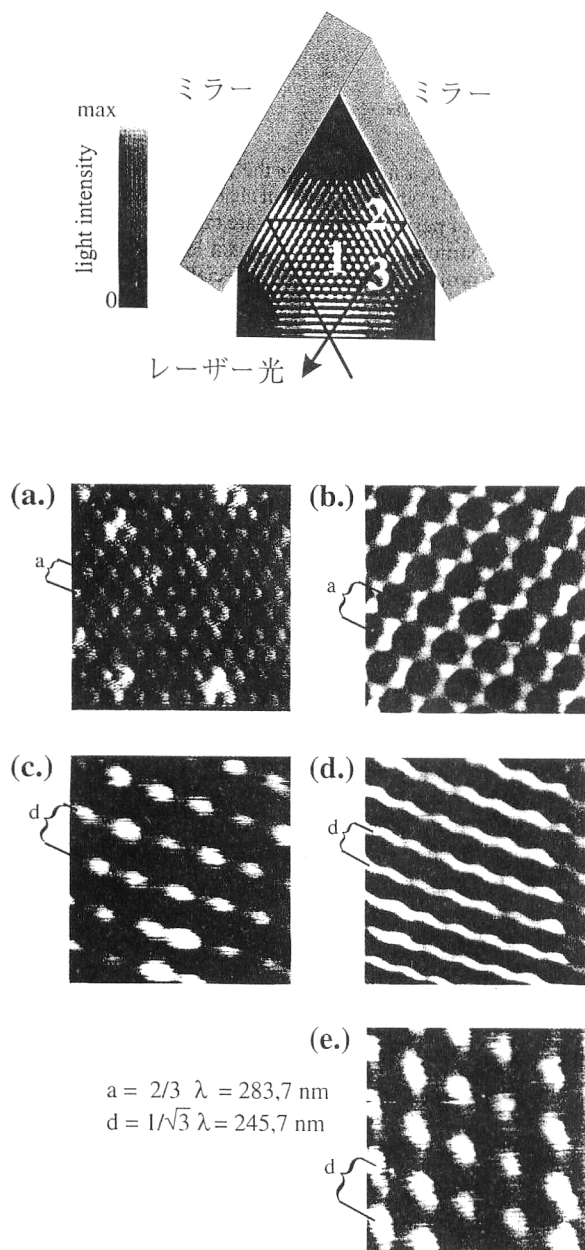 ミラー
ミラー
max
light intensity
0
2
1
3
レーザー光
(a.)
(b.)
a
a
(c.)
(d.)
d
d
(e.)
a = 2/3 λ = 283,7 nm
d = 1/√3 λ = 245,7 nm
d